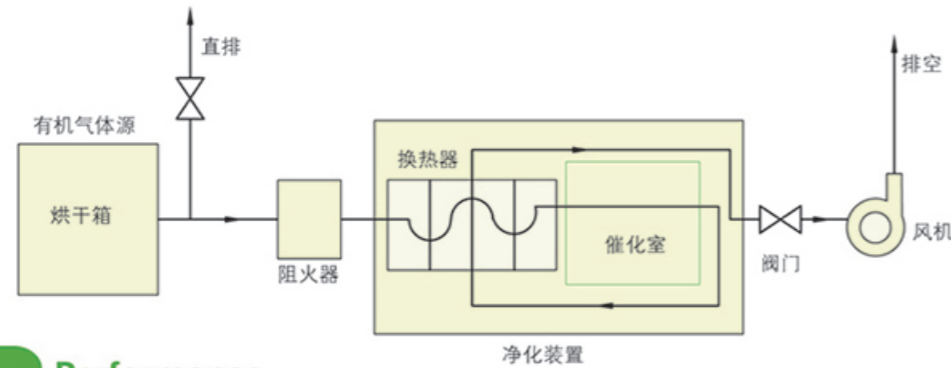 直排
排空
有机气体源
换热器
烘干箱
催化室
风机
阀门
阻火器
净化装置